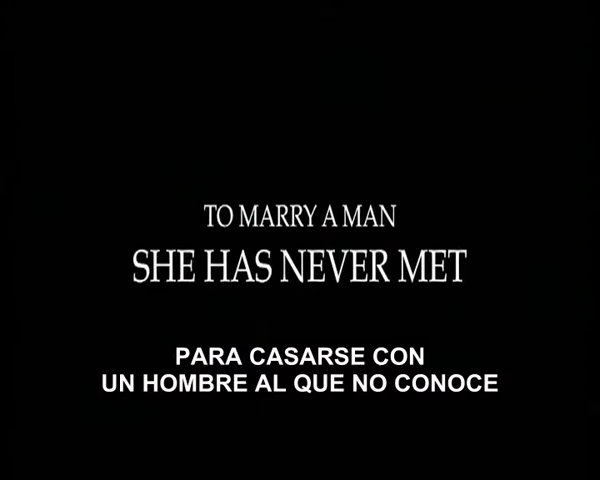 TO MARRY A MAN
SHE HAS NEVER MET
PARA CASARSE CON
UN HOMBRE AL QUE NO CONOCE